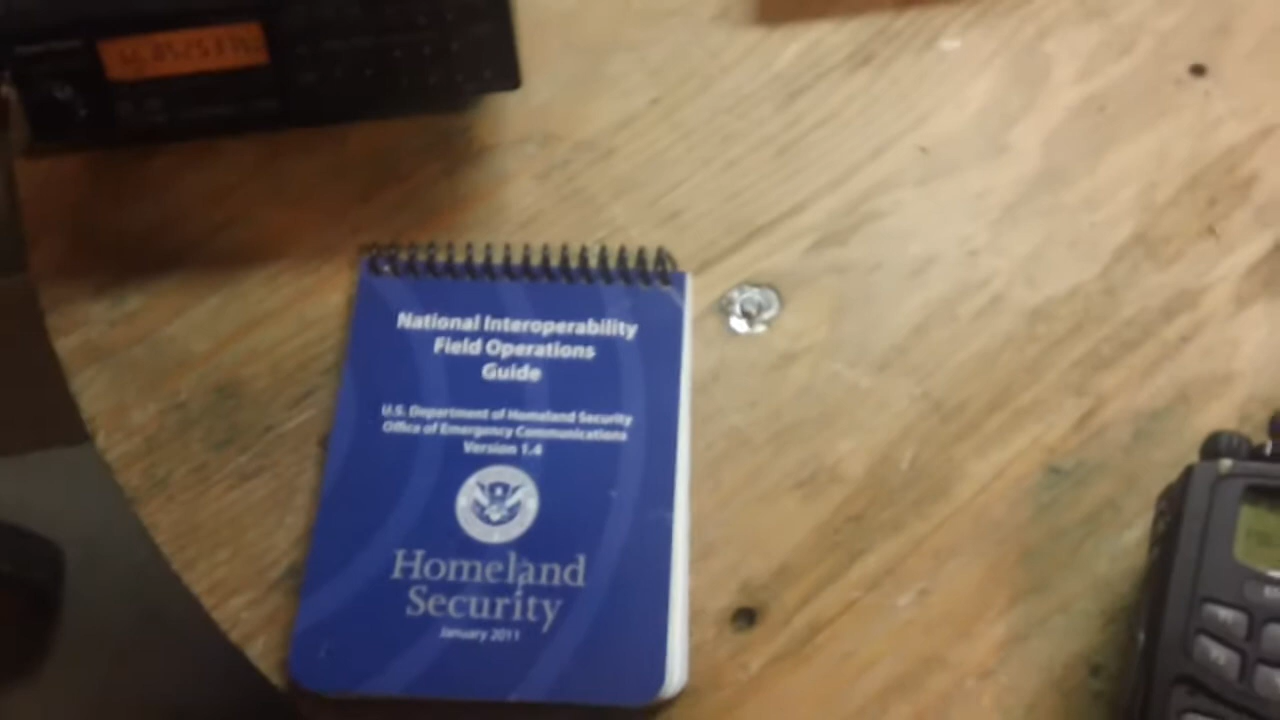 National Interoperability
Field Operations
Guide
U.S. Department of Homeland Security
Office of Emergency Communications
Version 1.4
Homeland
Security
January 2011